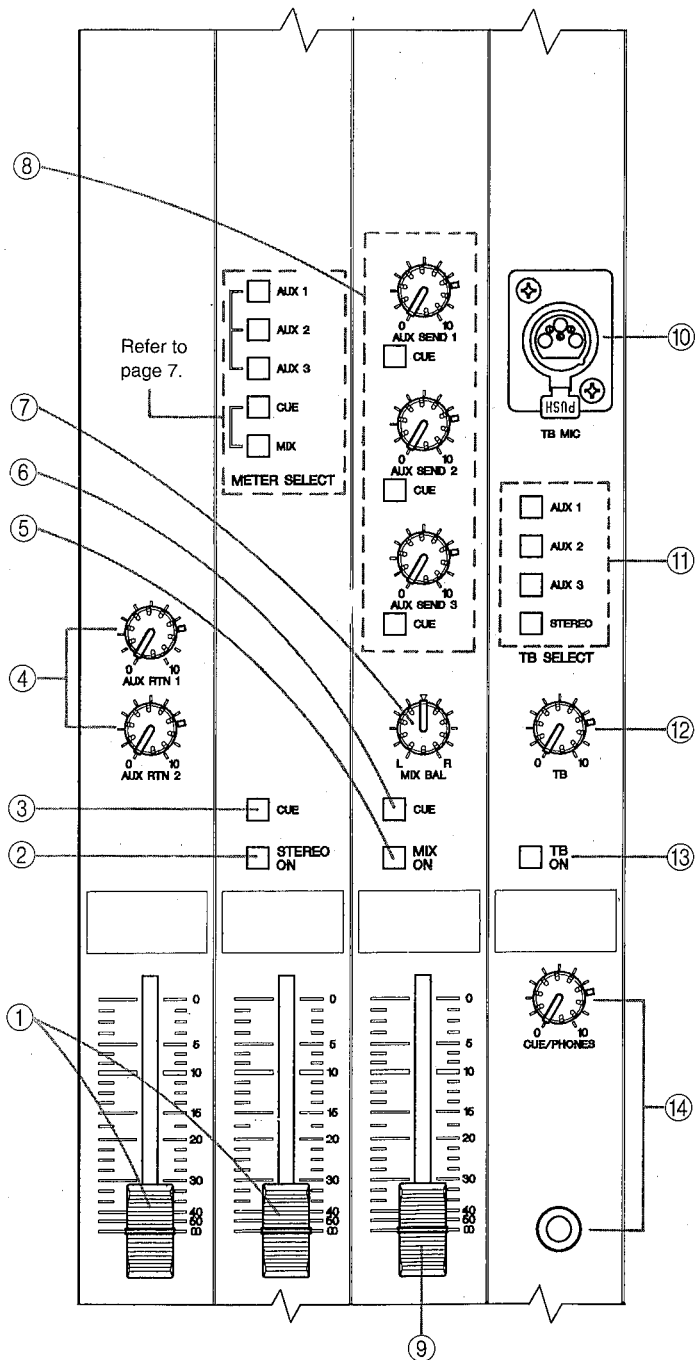 ⑧
AUX 1
AUX 2
AUX 3
CUE
MIX
METER SELECT
Refer to
page 7.
0 10
AUX SEND 1
CUE
0 10
AUX SEND 2
CUE
0 10
AUX SEND 3
CUE
PUSH
TB MIC
⑩
AUX 1
AUX 2
AUX 3
STEREO
TB SELECT
⑪
⑦
⑥
⑤
④
0 10
AUX RTN 1
0 10
AUX RTN 2
L R
MIX BAL
0 10
TB
⑫
③
CUE
CUE
②
STEREO
ON
MIX
ON
TB
ON
⑬
①
0
5
10
15
20
30
40
50
∞
0
5
10
15
20
30
40
50
∞
0
5
10
15
20
30
40
50
∞
0 10
CUE/PHONES
⑭
⑨